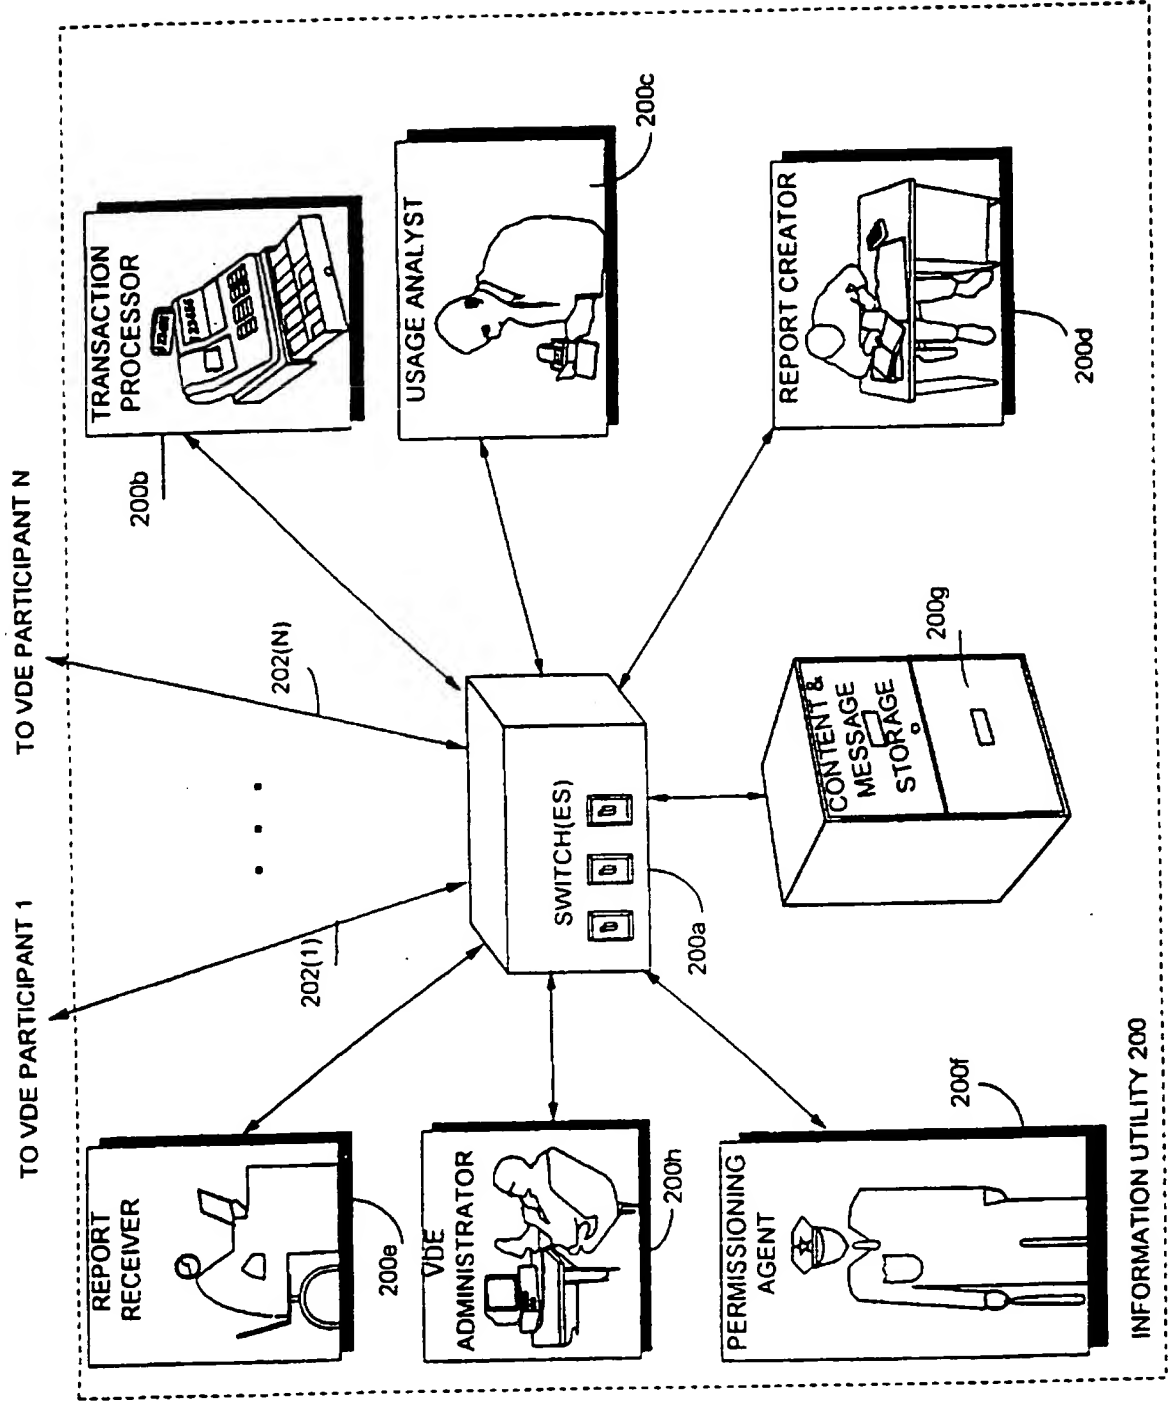 TO VDE PARTICIPANT 1
TO VDE PARTICIPANT N
202(1)
202(N)
REPORT
RECEIVER
200e
TRANSACTION
PROCESSOR
200b
VDE
ADMINISTRATOR
200h
SWITCH(ES)
200a
USAGE ANALYST
200c
PERMISSIONING
AGENT
200f
CONTENT &
MESSAGE
STORAGE
200g
REPORT CREATOR
200d
INFORMATION UTILITY 200